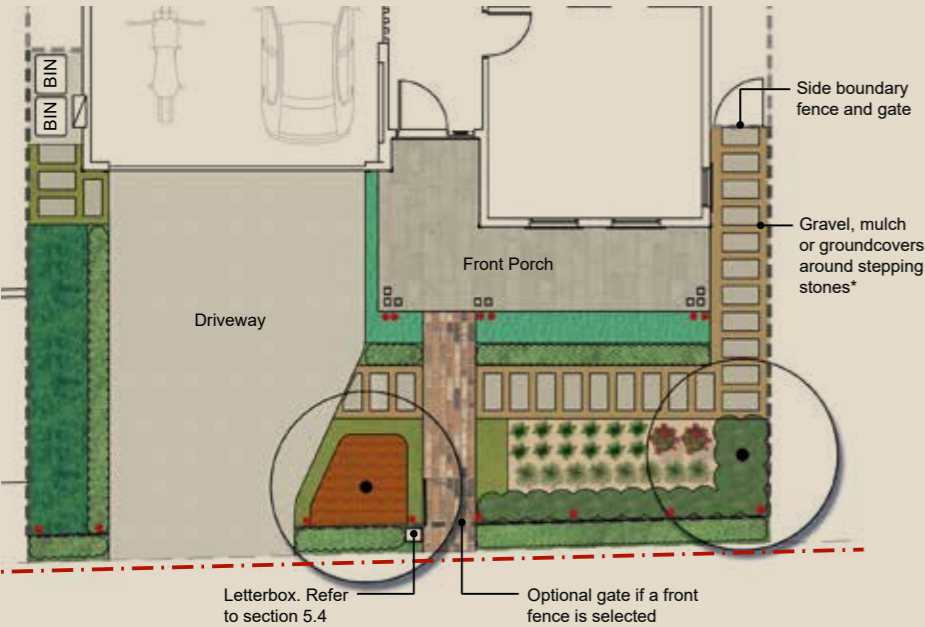 BIN
BIN
Side boundary
fence and gate
Gravel, mulch
or groundcovers
around stepping
stones*
Front Porch
Driveway
Letterbox. Refer
to section 5.4
Optional gate if a front
fence is selected